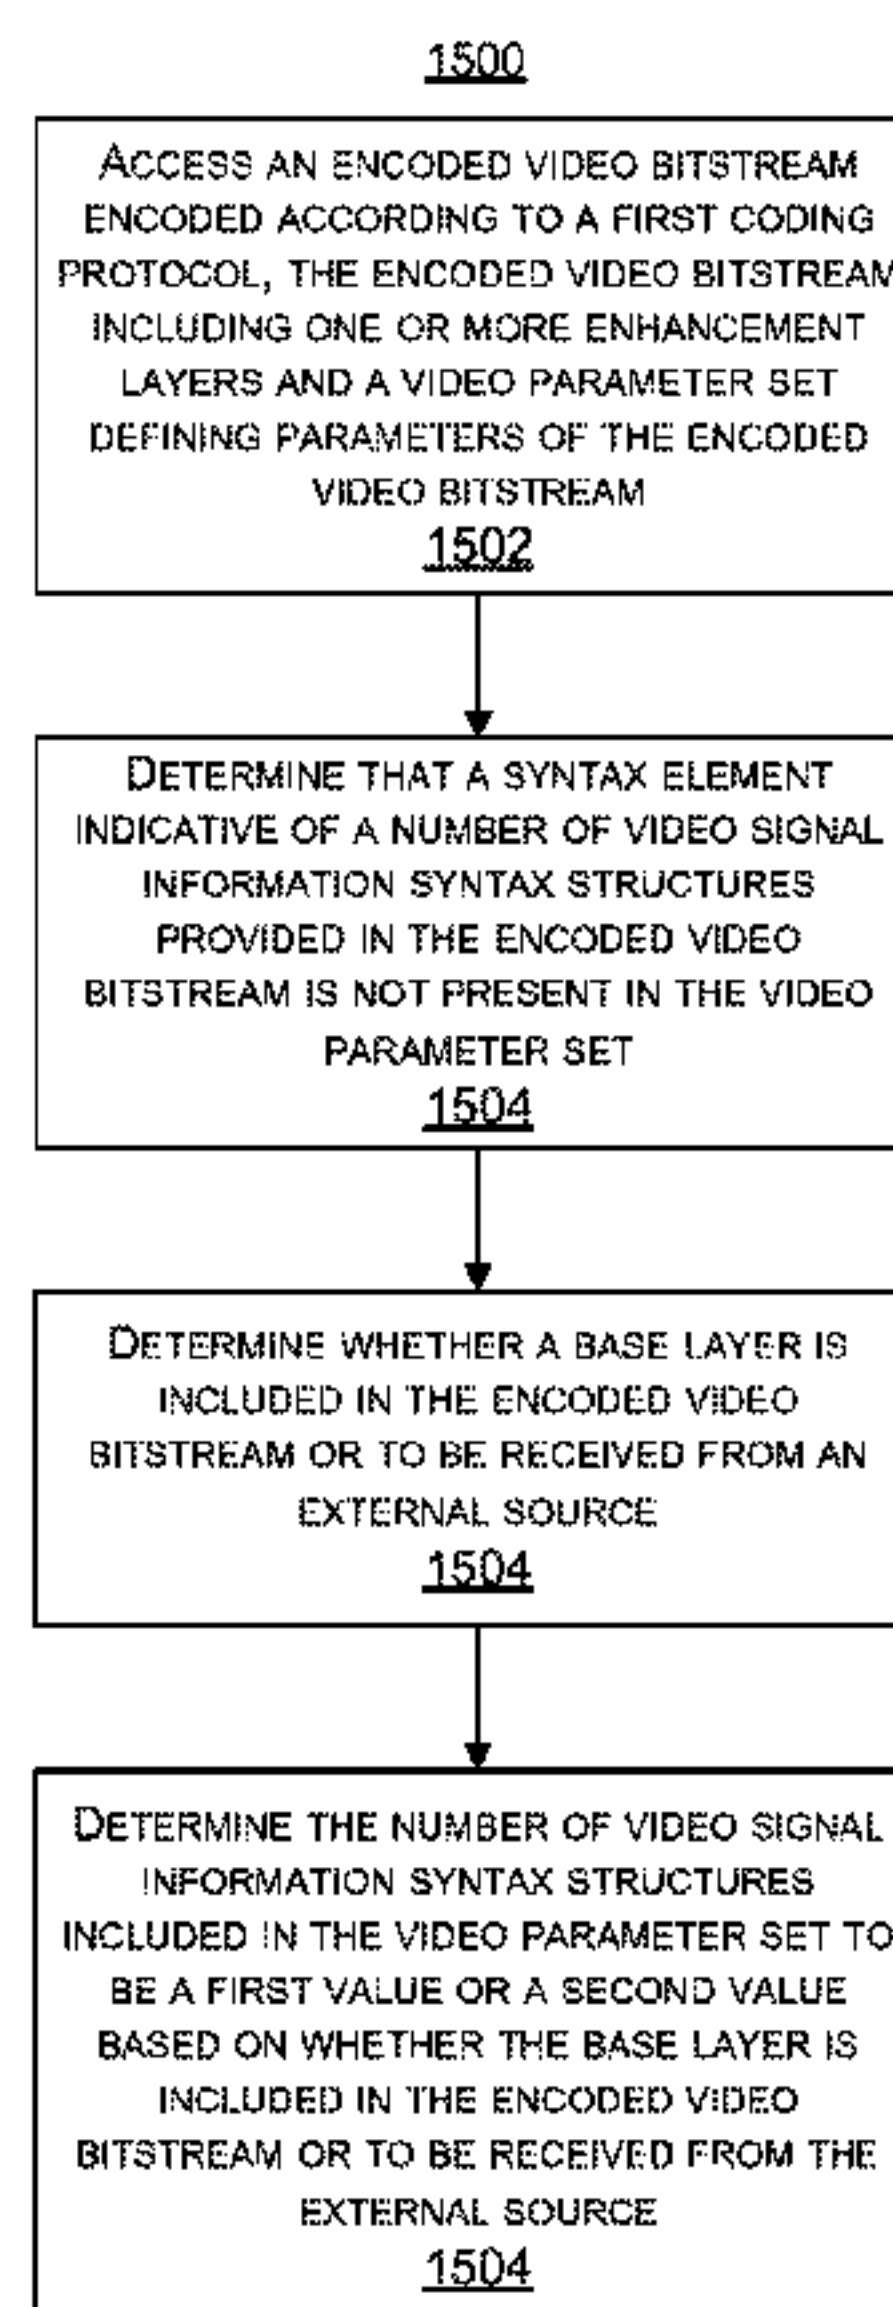 1500
ACCESS AN ENCODED VIDEO BITSTREAM
ENCODED ACCORDING TO A FIRST CODING
PROTOCOL, THE ENCODED VIDEO BITSTREAM
INCLUDING ONE OR MORE ENHANCEMENT
LAYERS AND A VIDEO PARAMETER SET
DEFINING PARAMETERS OF THE ENCODED
VIDEO BITSTREAM
1502
DETERMINE THAT A SYNTAX ELEMENT
INDICATIVE OF A NUMBER OF VIDEO SIGNAL
INFORMATION SYNTAX STRUCTURES
PROVIDED IN THE ENCODED VIDEO
BITSTREAM IS NOT PRESENT IN THE VIDEO
PARAMETER SET
1504
DETERMINE WHETHER A BASE LAYER IS
INCLUDED IN THE ENCODED VIDEO
BITSTREAM OR TO BE RECEIVED FROM AN
EXTERNAL SOURCE
1504
DETERMINE THE NUMBER OF VIDEO SIGNAL
INFORMATION SYNTAX STRUCTURES
INCLUDED IN THE VIDEO PARAMETER SET TO
BE A FIRST VALUE OR A SECOND VALUE
BASED ON WHETHER THE BASE LAYER IS
INCLUDED IN THE ENCODED VIDEO
BITSTREAM OR TO BE RECEIVED FROM THE
EXTERNAL SOURCE
1504